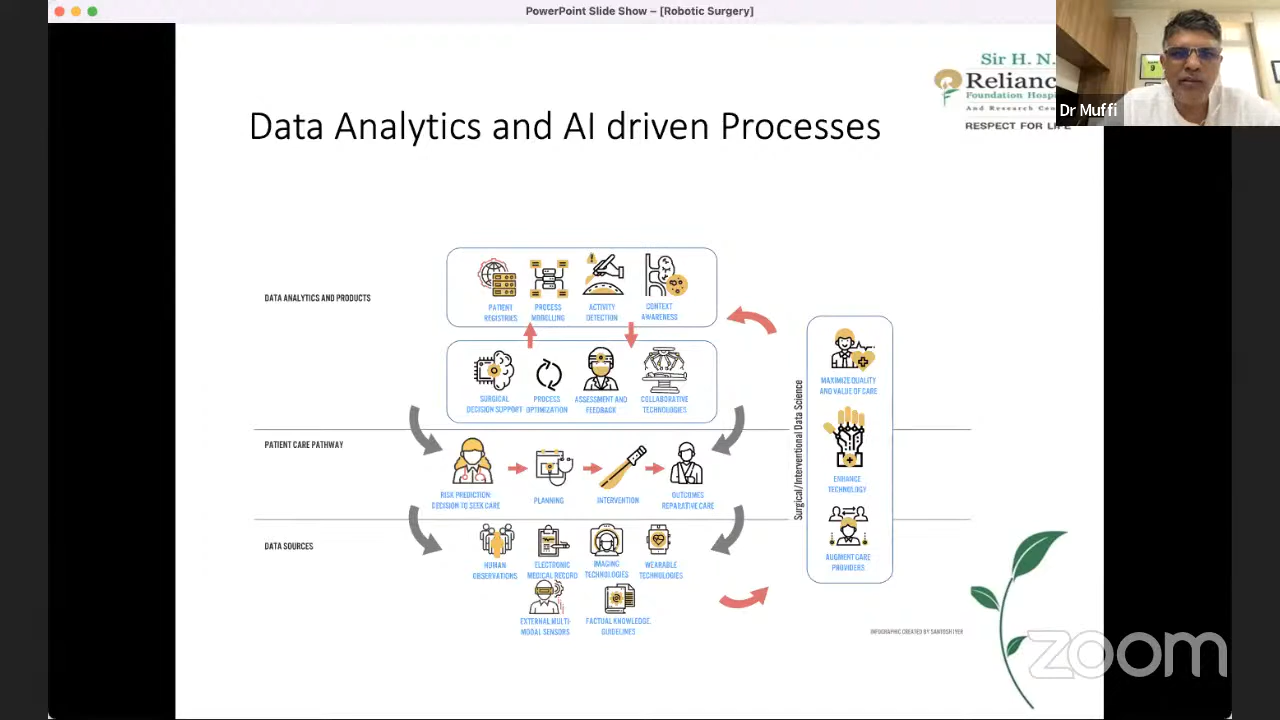 PowerPoint Slide Show – [Robotic Surgery]
Sir H. N.
Relianc
Foundation Hosp
And Research Ce
RESPECT FOR LIFE
Dr Muffi
Data Analytics and AI driven Processes
DATA ANALYTICS AND PRODUCTS
PATIENT
REGISTRIES
PROCESS
MODELLING
ACTIVITY
DETECTION
CONTEXT
AWARENESS
SURGICAL
DECISION SUPPORT
PROCESS
OPTIMIZATION
ASSESSMENT AND
FEEDBACK
COLLABORATIVE
TECHNOLOGIES
PATIENT CARE PATHWAY
RISK PREDICTION:
DECISION TO SEEK CARE
PLANNING
INTERVENTION
OUTCOMES
REPARATIVE CARE
DATA SOURCES
HUMAN
OBSERVATIONS
ELECTRONIC
MEDICAL RECORD
IMAGING
TECHNOLOGIES
WEARABLE
TECHNOLOGIES
EXTERNAL MULTI-
MODAL SENSORS
FACTUAL KNOWLEDGE,
GUIDELINES
Surgical/Interventional Data Science
MAXIMIZE QUALITY
AND VALUE OF CARE
ENHANCE
TECHNOLOGY
AUGMENT CARE
PROVIDERS
INFOGRAPHIC CREATED BY SANTOSH IYER
zoom